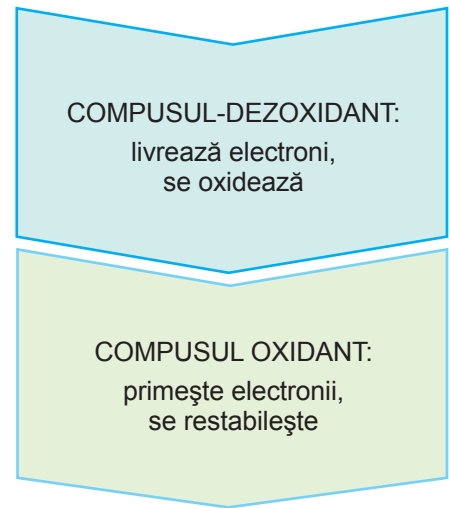 COMPUSUL-DEZOXIDANT:
livrează electroni,
se oxidează
COMPUSUL OXIDANT:
primeşte electronii,
se restabileşte